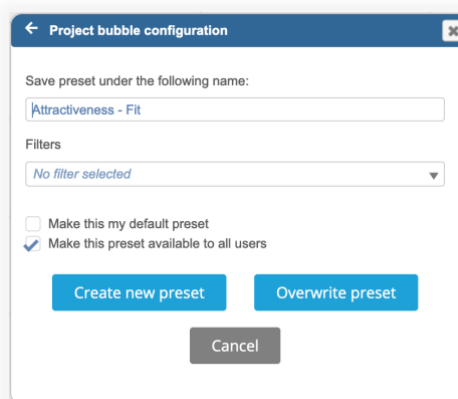 Project bubble configuration
Save preset under the following name:
Attractiveness - Fit
Filters
No filter selected
Make this my default preset
Make this preset available to all users
Create new preset
Overwrite preset
Cancel